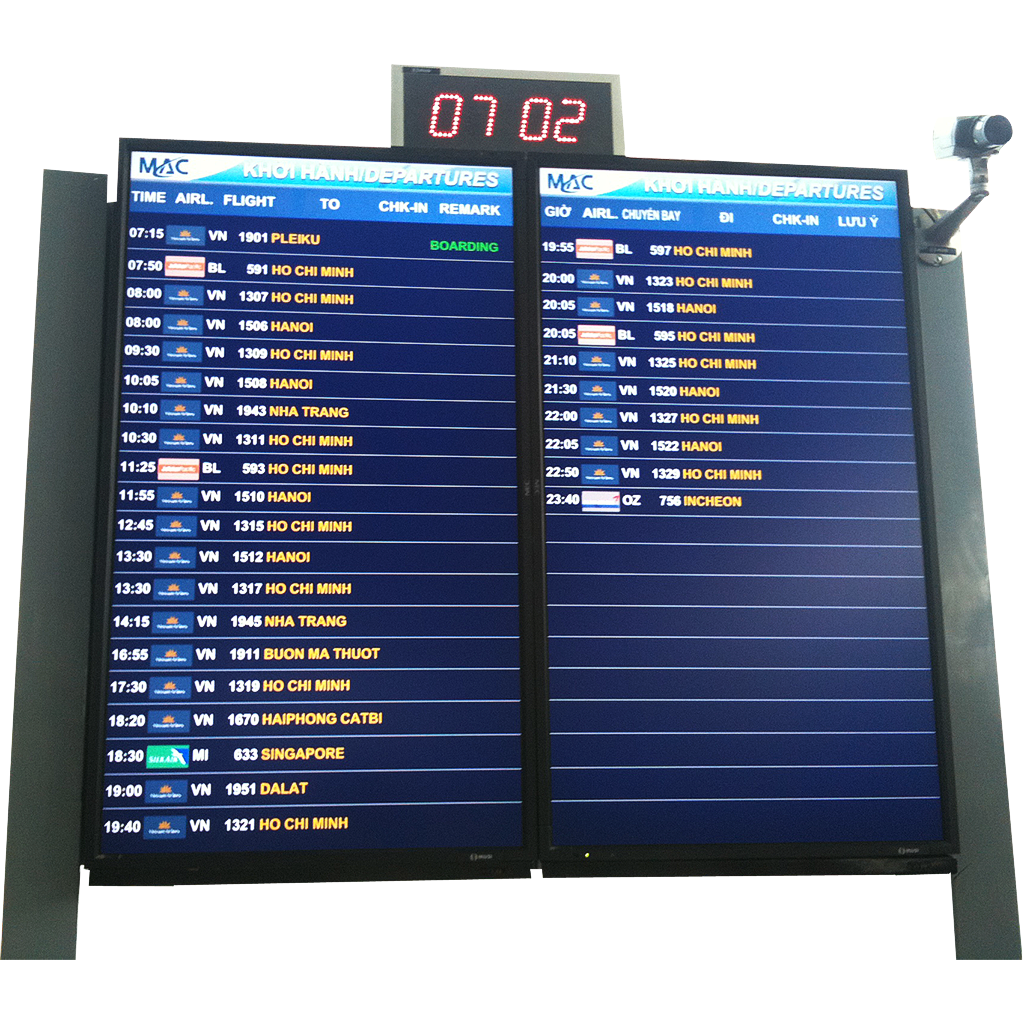 07 02
MAC KHỞI HÀNH/DEPARTURES
TIME AIRL. FLIGHT TO CHK-IN REMARK
07:15 VN 1901 PLEIKU BOARDING
07:50 BL 591 HO CHI MINH
08:00 VN 1307 HO CHI MINH
08:00 VN 1506 HANOI
09:30 VN 1309 HO CHI MINH
10:05 VN 1508 HANOI
10:10 VN 1943 NHA TRANG
10:30 VN 1311 HO CHI MINH
11:25 BL 593 HO CHI MINH
11:55 VN 1510 HANOI
12:45 VN 1315 HO CHI MINH
13:30 VN 1512 HANOI
13:30 VN 1317 HO CHI MINH
14:15 VN 1945 NHA TRANG
16:55 VN 1911 BUON MA THUOT
17:30 VN 1319 HO CHI MINH
18:20 VN 1670 HAIPHONG CATBI
18:30 SILKAIR MI 633 SINGAPORE
19:00 VN 1951 DALAT
19:40 VN 1321 HO CHI MINH
MAC KHỞI HÀNH/DEPARTURES
GIỜ AIRL. CHUYẾN BAY ĐI CHK-IN LƯU Ý
19:55 BL 597 HO CHI MINH
20:00 VN 1323 HO CHI MINH
20:05 VN 1518 HANOI
20:05 BL 595 HO CHI MINH
21:10 VN 1325 HO CHI MINH
21:30 VN 1520 HANOI
22:00 VN 1327 HO CHI MINH
22:05 VN 1522 HANOI
22:50 VN 1329 HO CHI MINH
23:40 OZ 756 INCHEON